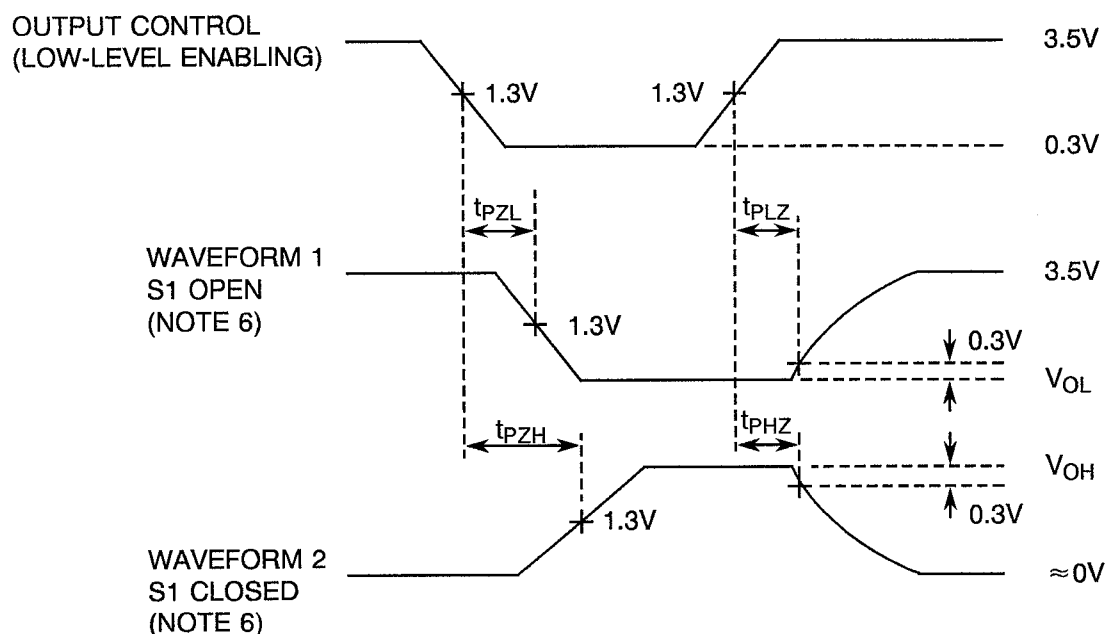 OUTPUT CONTROL
(LOW-LEVEL ENABLING)
3.5V
1.3V 1.3V
0.3V
tPZL tPLZ
WAVEFORM 1
S1 OPEN
(NOTE 6)
3.5V
1.3V
0.3V
VOL
tPZH tPHZ
VOH
0.3V
1.3V
WAVEFORM 2
S1 CLOSED
(NOTE 6)
≈0V